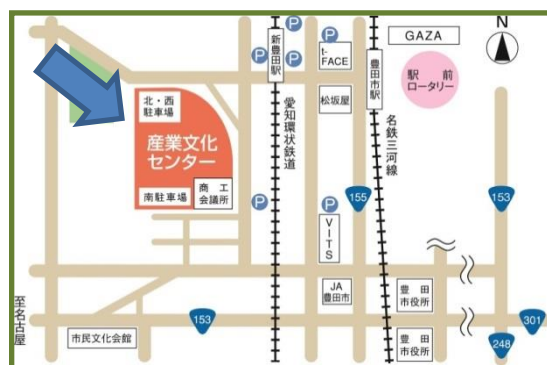 N
GAZA
P
新豊田駅
P
P
P
t-
FACE
豊田市駅
駅前
ロータリー
北・西
駐車場
松坂屋
産業文化
センター
愛知環状鉄道
名鉄三河線
南駐車場
商工
会議所
P
P
155
153
VITS
JA
豊田市
豊田
市役所
至名古屋
市民文化会館
153
豊田
市役所
301
248